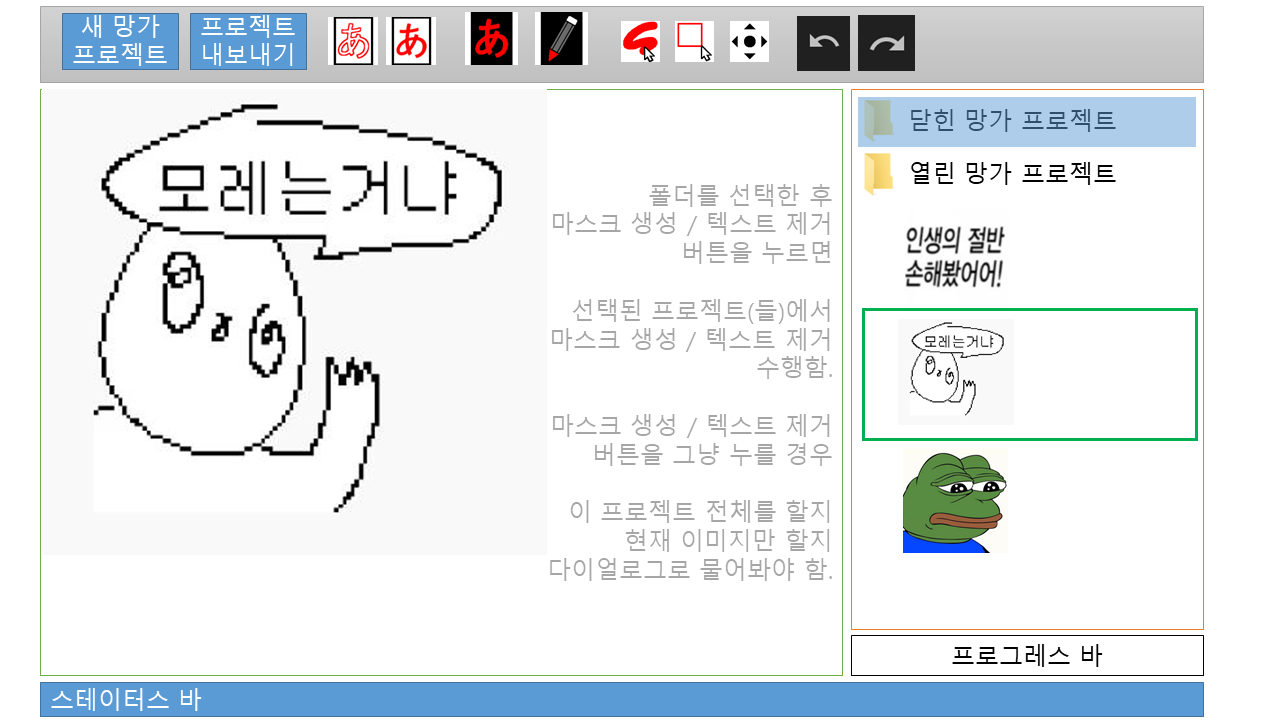 새 망가
프로젝트
프로젝트
내보내기
あ
あ
あ
모레는거냐
폴더를 선택한 후
마스크 생성 / 텍스트 제거
버튼을 누르면
선택된 프로젝트(들)에서
마스크 생성 / 텍스트 제거
수행함.
마스크 생성 / 텍스트 제거
버튼을 그냥 누를 경우
이 프로젝트 전체를 할지
현재 이미지만 할지
다이얼로그로 물어봐야 함.
닫힌 망가 프로젝트
열린 망가 프로젝트
인생의 절반
손해봤어어!
모레는거냐
프로그레스 바
스테이터스 바